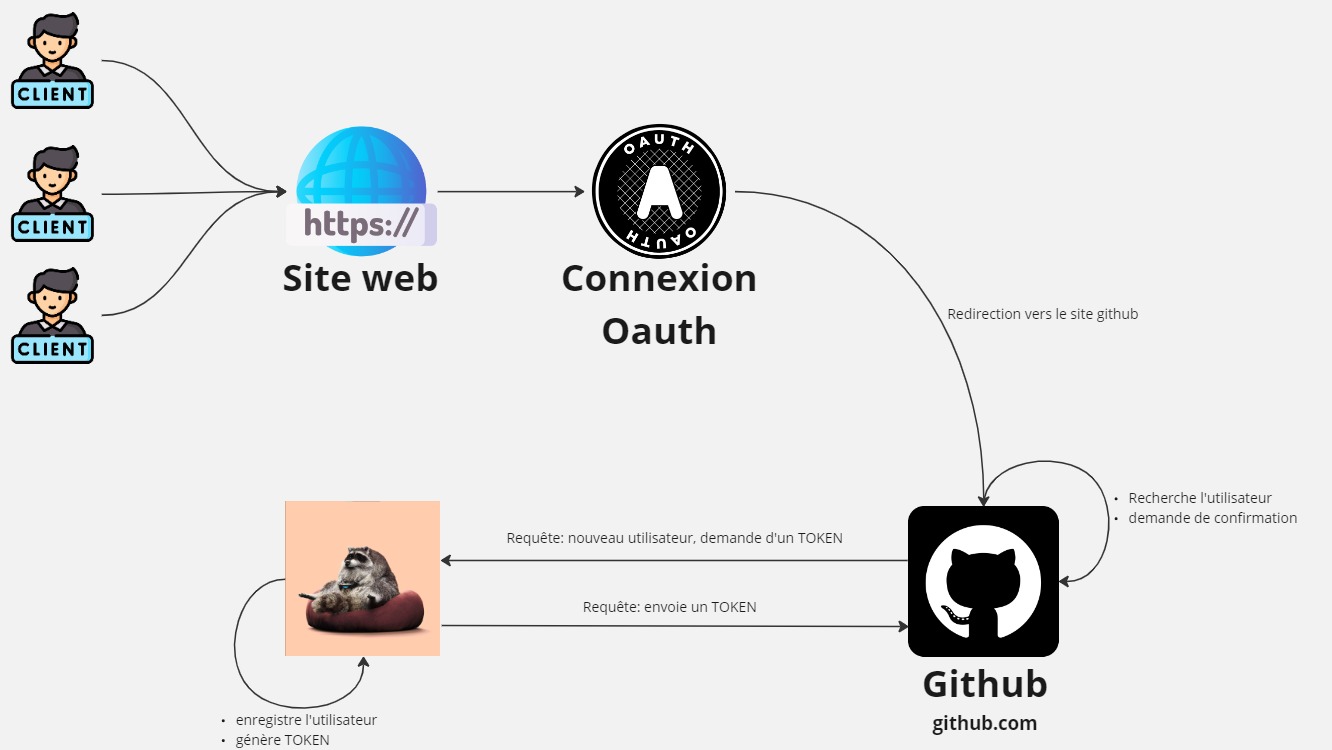 CLIENT
CLIENT
CLIENT
https://
Site web
OAUTH
OAUTH
Connexion
Oauth
Redirection vers le site github
• Recherche l'utilisateur
• demande de confirmation
Requête: nouveau utilisateur, demande d'un TOKEN
Requête: envoie un TOKEN
Github
github.com
• enregistre l'utilisateur
• génère TOKEN